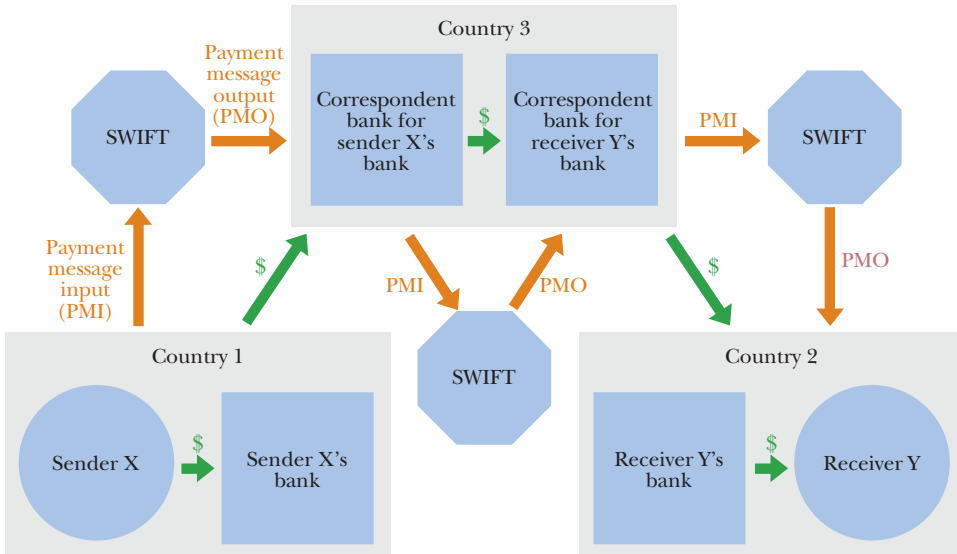 Country 3
Payment
message
output
(PMO)
SWIFT
Correspondent
bank for
sender X's
bank
$
Correspondent
bank for
receiver Y's
bank
PMI
SWIFT
Payment
message
input
(PMI)
$
PMI
PMO
$
PMO
SWIFT
Country 1
Sender X
$
Sender X's
bank
Country 2
Receiver Y's
bank
$
Receiver Y